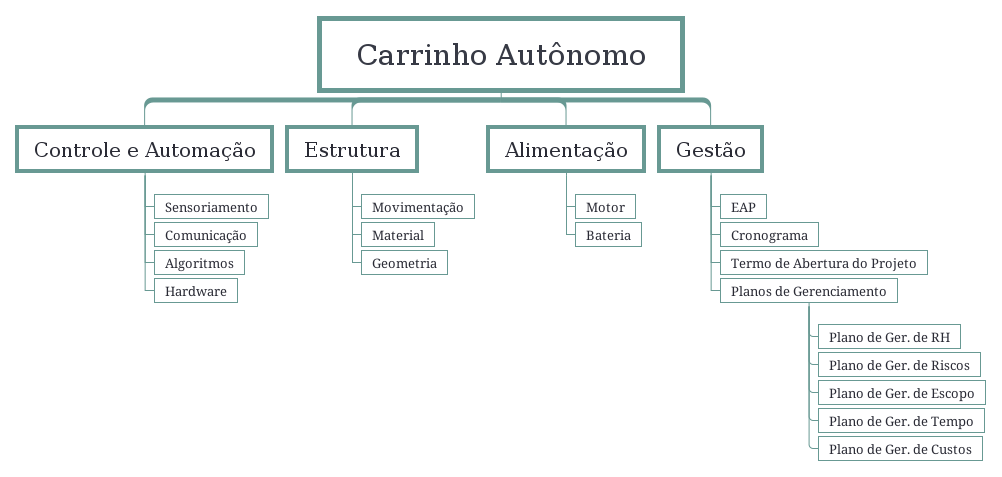 Carrinho Autônomo
Controle e Automação
Sensoriamento
Comunicação
Algoritmos
Hardware
Estrutura
Movimentação
Material
Geometria
Alimentação
Motor
Bateria
Gestão
EAP
Cronograma
Termo de Abertura do Projeto
Planos de Gerenciamento
Plano de Ger. de RH
Plano de Ger. de Riscos
Plano de Ger. de Escopo
Plano de Ger. de Tempo
Plano de Ger. de Custos